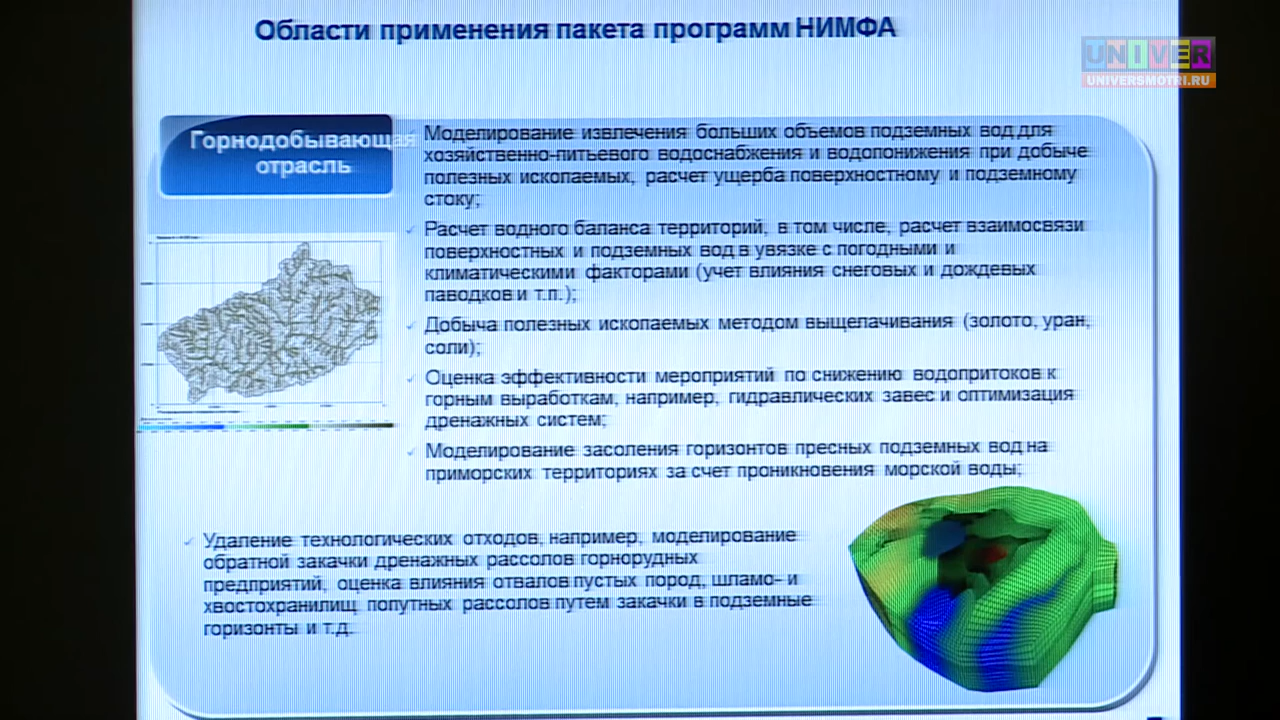 Области применения пакета программ НИМФА
UNIVER
UNIVERSMOTRI.RU
Горнодобывающая
отрасль
Моделирование извлечения больших объемов подземных вод для
хозяйственно-питьевого водоснабжения и водопонижения при добыче
полезных ископаемых, расчет ущерба поверхностному и подземному
стоку;
Расчет водного баланса территорий, в том числе, расчет взаимосвязи
поверхностных и подземных вод в увязке с погодными и
климатическими факторами (учет влияния снеговых и дождевых
паводков и т.п.);
Добыча полезных ископаемых методом выщелачивания (золото, уран,
соли);
Оценка эффективности мероприятий по снижению водопритоков к
горным выработкам, например, гидравлических завес и оптимизация
дренажных систем;
Моделирование засоления горизонтов пресных подземных вод на
приморских территориях за счет проникновения морской воды;
Удаление технологических отходов, например, моделирование
обратной закачки дренажных рассолов горнорудных
предприятий, оценка влияния отвалов пустых пород, шламо- и
хвостохранилищ, попутных рассолов путем закачки в подземные
горизонты и т.д.